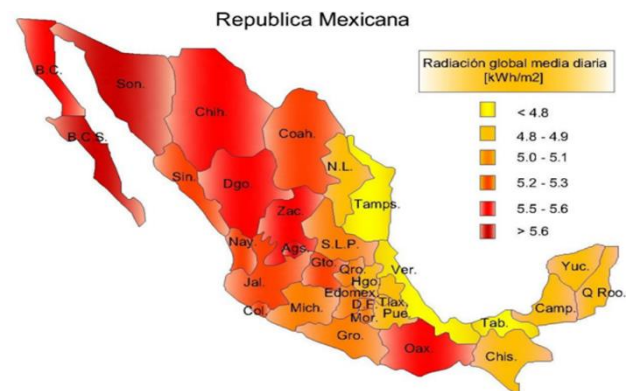 Republica Mexicana
Radiación global media diaria
[kWh/m2]
< 4.8
4.8 - 4.9
5.0 - 5.1
5.2 - 5.3
5.5 - 5.6
> 5.6
B.C.
Son.
Chih.
B.C.S.
Coah.
N.L.
Sin.
Dgo.
Tamps.
Zac.
Nay.
Ags.
S.L.P.
Gto.
Qro.
Ver.
Hgo.
Yuc.
Jal.
Edomex.
Q Roo.
Col.
Mich.
D.F.
Tlax.
Camp.
Mor.
Pue.
Tab.
Gro.
Oax.
Chis.